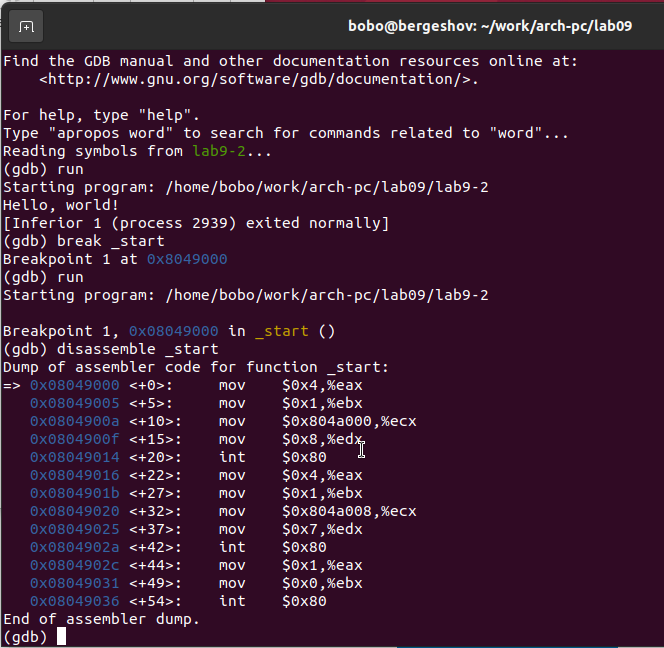 bobo@bergeshov: ~/work/arch-pc/lab09
Find the GDB manual and other documentation resources online at:
    <http://www.gnu.org/software/gdb/documentation/>.

For help, type "help".
Type "apropos word" to search for commands related to "word"...
Reading symbols from lab9-2...
(gdb) run
Starting program: /home/bobo/work/arch-pc/lab09/lab9-2
Hello, world!
[Inferior 1 (process 2939) exited normally]
(gdb) break _start
Breakpoint 1 at 0x8049000
(gdb) run
Starting program: /home/bobo/work/arch-pc/lab09/lab9-2

Breakpoint 1, 0x08049000 in _start ()
(gdb) disassemble _start
Dump of assembler code for function _start:
=> 0x08049000 <+0>:     mov    $0x4,%eax
   0x08049005 <+5>:     mov    $0x1,%ebx
   0x0804900a <+10>:    mov    $0x804a000,%ecx
   0x0804900f <+15>:    mov    $0x8,%edx
   0x08049014 <+20>:    int    $0x80
   0x08049016 <+22>:    mov    $0x4,%eax
   0x0804901b <+27>:    mov    $0x1,%ebx
   0x08049020 <+32>:    mov    $0x804a008,%ecx
   0x08049025 <+37>:    mov    $0x7,%edx
   0x0804902a <+42>:    int    $0x80
   0x0804902c <+44>:    mov    $0x1,%eax
   0x08049031 <+49>:    mov    $0x0,%ebx
   0x08049036 <+54>:    int    $0x80
End of assembler dump.
(gdb)